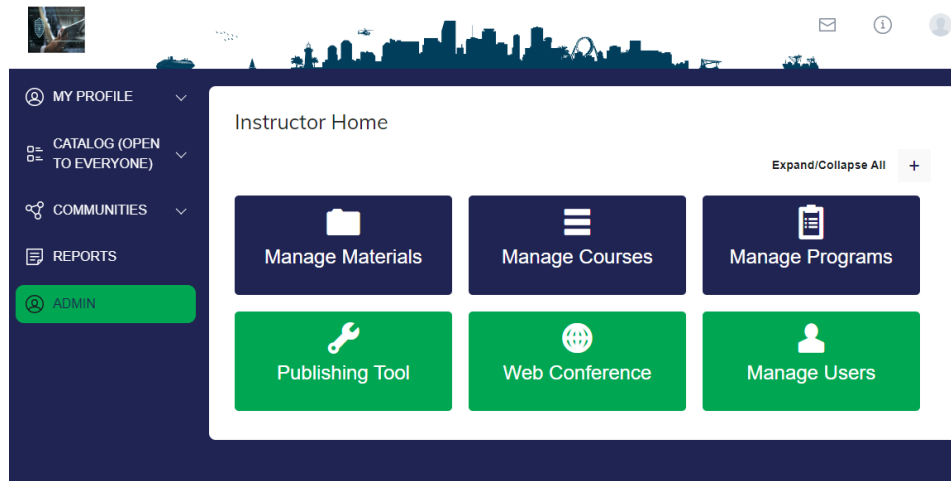 MY PROFILE
CATALOG (OPEN
TO EVERYONE)
COMMUNITIES
REPORTS
ADMIN
Instructor Home
Expand/Collapse All +
Manage Materials
Manage Courses
Manage Programs
Publishing Tool
Web Conference
Manage Users